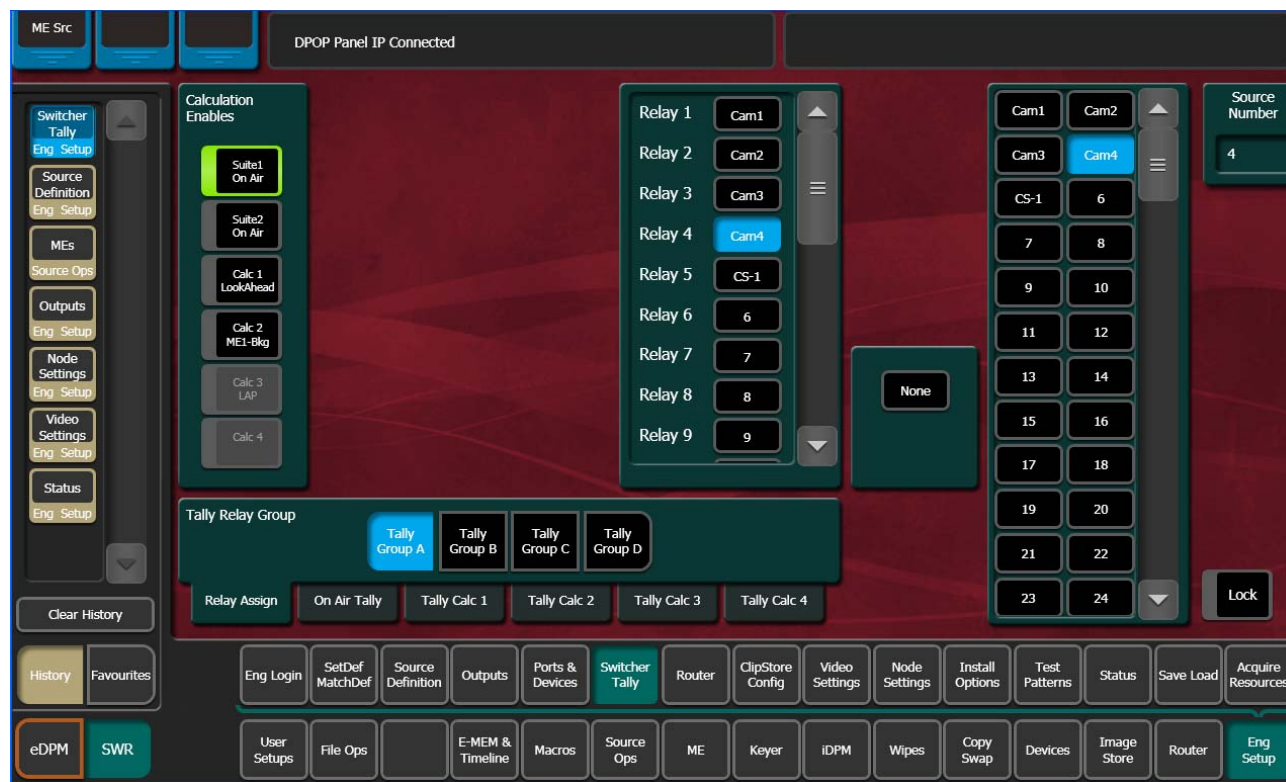 ME Src
DPOP Panel IP Connected
Switcher
Tally
Eng Setup
Source
Definition
Eng Setup
MEs
Source Ops
Outputs
Eng Setup
Node
Settings
Eng Setup
Video
Settings
Eng Setup
Status
Eng Setup
Clear History
History
Favourites
eDPM
SWR
Calculation
Enables
Suite1
On Air
Suite2
On Air
Calc 1
LookAhead
Calc 2
ME1-Bkg
Calc 3
LAP
Calc 4
Relay 1 Cam1
Relay 2 Cam2
Relay 3 Cam3
Relay 4 Cam4
Relay 5 CS-1
Relay 6 6
Relay 7 7
Relay 8 8
Relay 9 9
None
Cam1 Cam2
Cam3 Cam4
CS-1 6
7 8
9 10
11 12
13 14
15 16
17 18
19 20
21 22
23 24
Source
Number
4
Lock
Tally Relay Group
Tally
Group A
Tally
Group B
Tally
Group C
Tally
Group D
Relay Assign On Air Tally Tally Calc 1 Tally Calc 2 Tally Calc 3 Tally Calc 4
Eng Login
SetDef
MatchDef
Source
Definition
Outputs
Ports &
Devices
Switcher
Tally
Router
ClipStore
Config
Video
Settings
Node
Settings
Install
Options
Test
Patterns
Status
Save Load
Acquire
Resources
User
Setups
File Ops
E-MEM &
Timeline
Macros
Source
Ops
ME
Keyer
iDPM
Wipes
Copy
Swap
Devices
Image
Store
Router
Eng
Setup